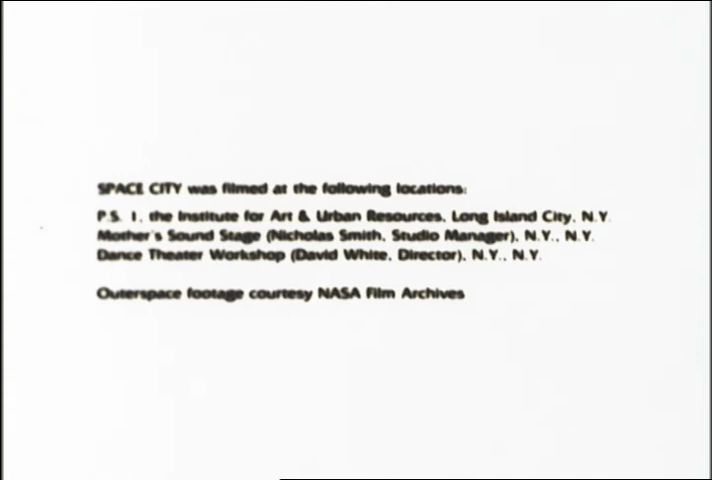 SPACE CITY was filmed at the following locations:
P.S. 1, the Institute for Art & Urban Resources, Long Island City, N.Y.
Mother's Sound Stage (Nicholas Smith, Studio Manager), N.Y., N.Y.
Dance Theater Workshop (David White, Director), N.Y., N.Y.
Outerspace footage courtesy NASA Film Archives